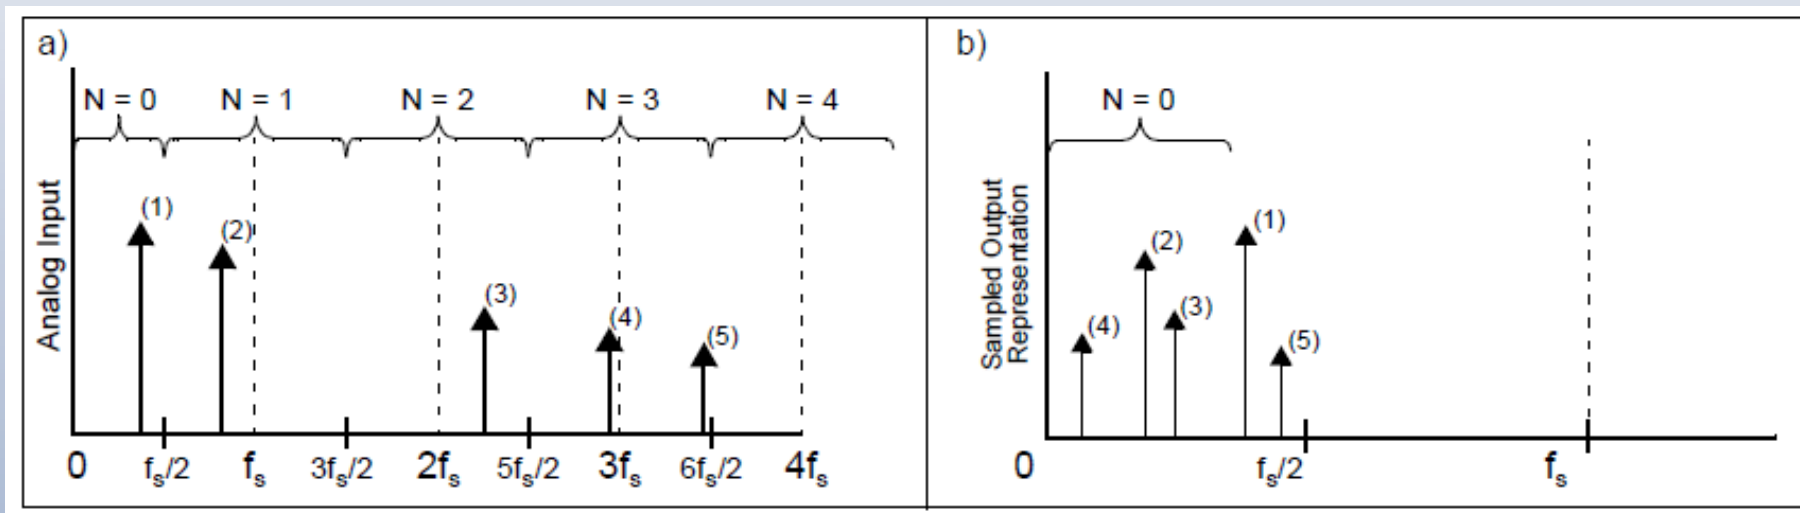 a)
N = 0 N = 1 N = 2 N = 3 N = 4
Analog Input
(1)
(2)
(3)
(4)
(5)
0 fs/2 fs 3fs/2 2fs 5fs/2 3fs 6fs/2 4fs
b)
N = 0
Sampled Output
Representation
(1)
(2)
(3)
(4)
(5)
0 fs/2 fs